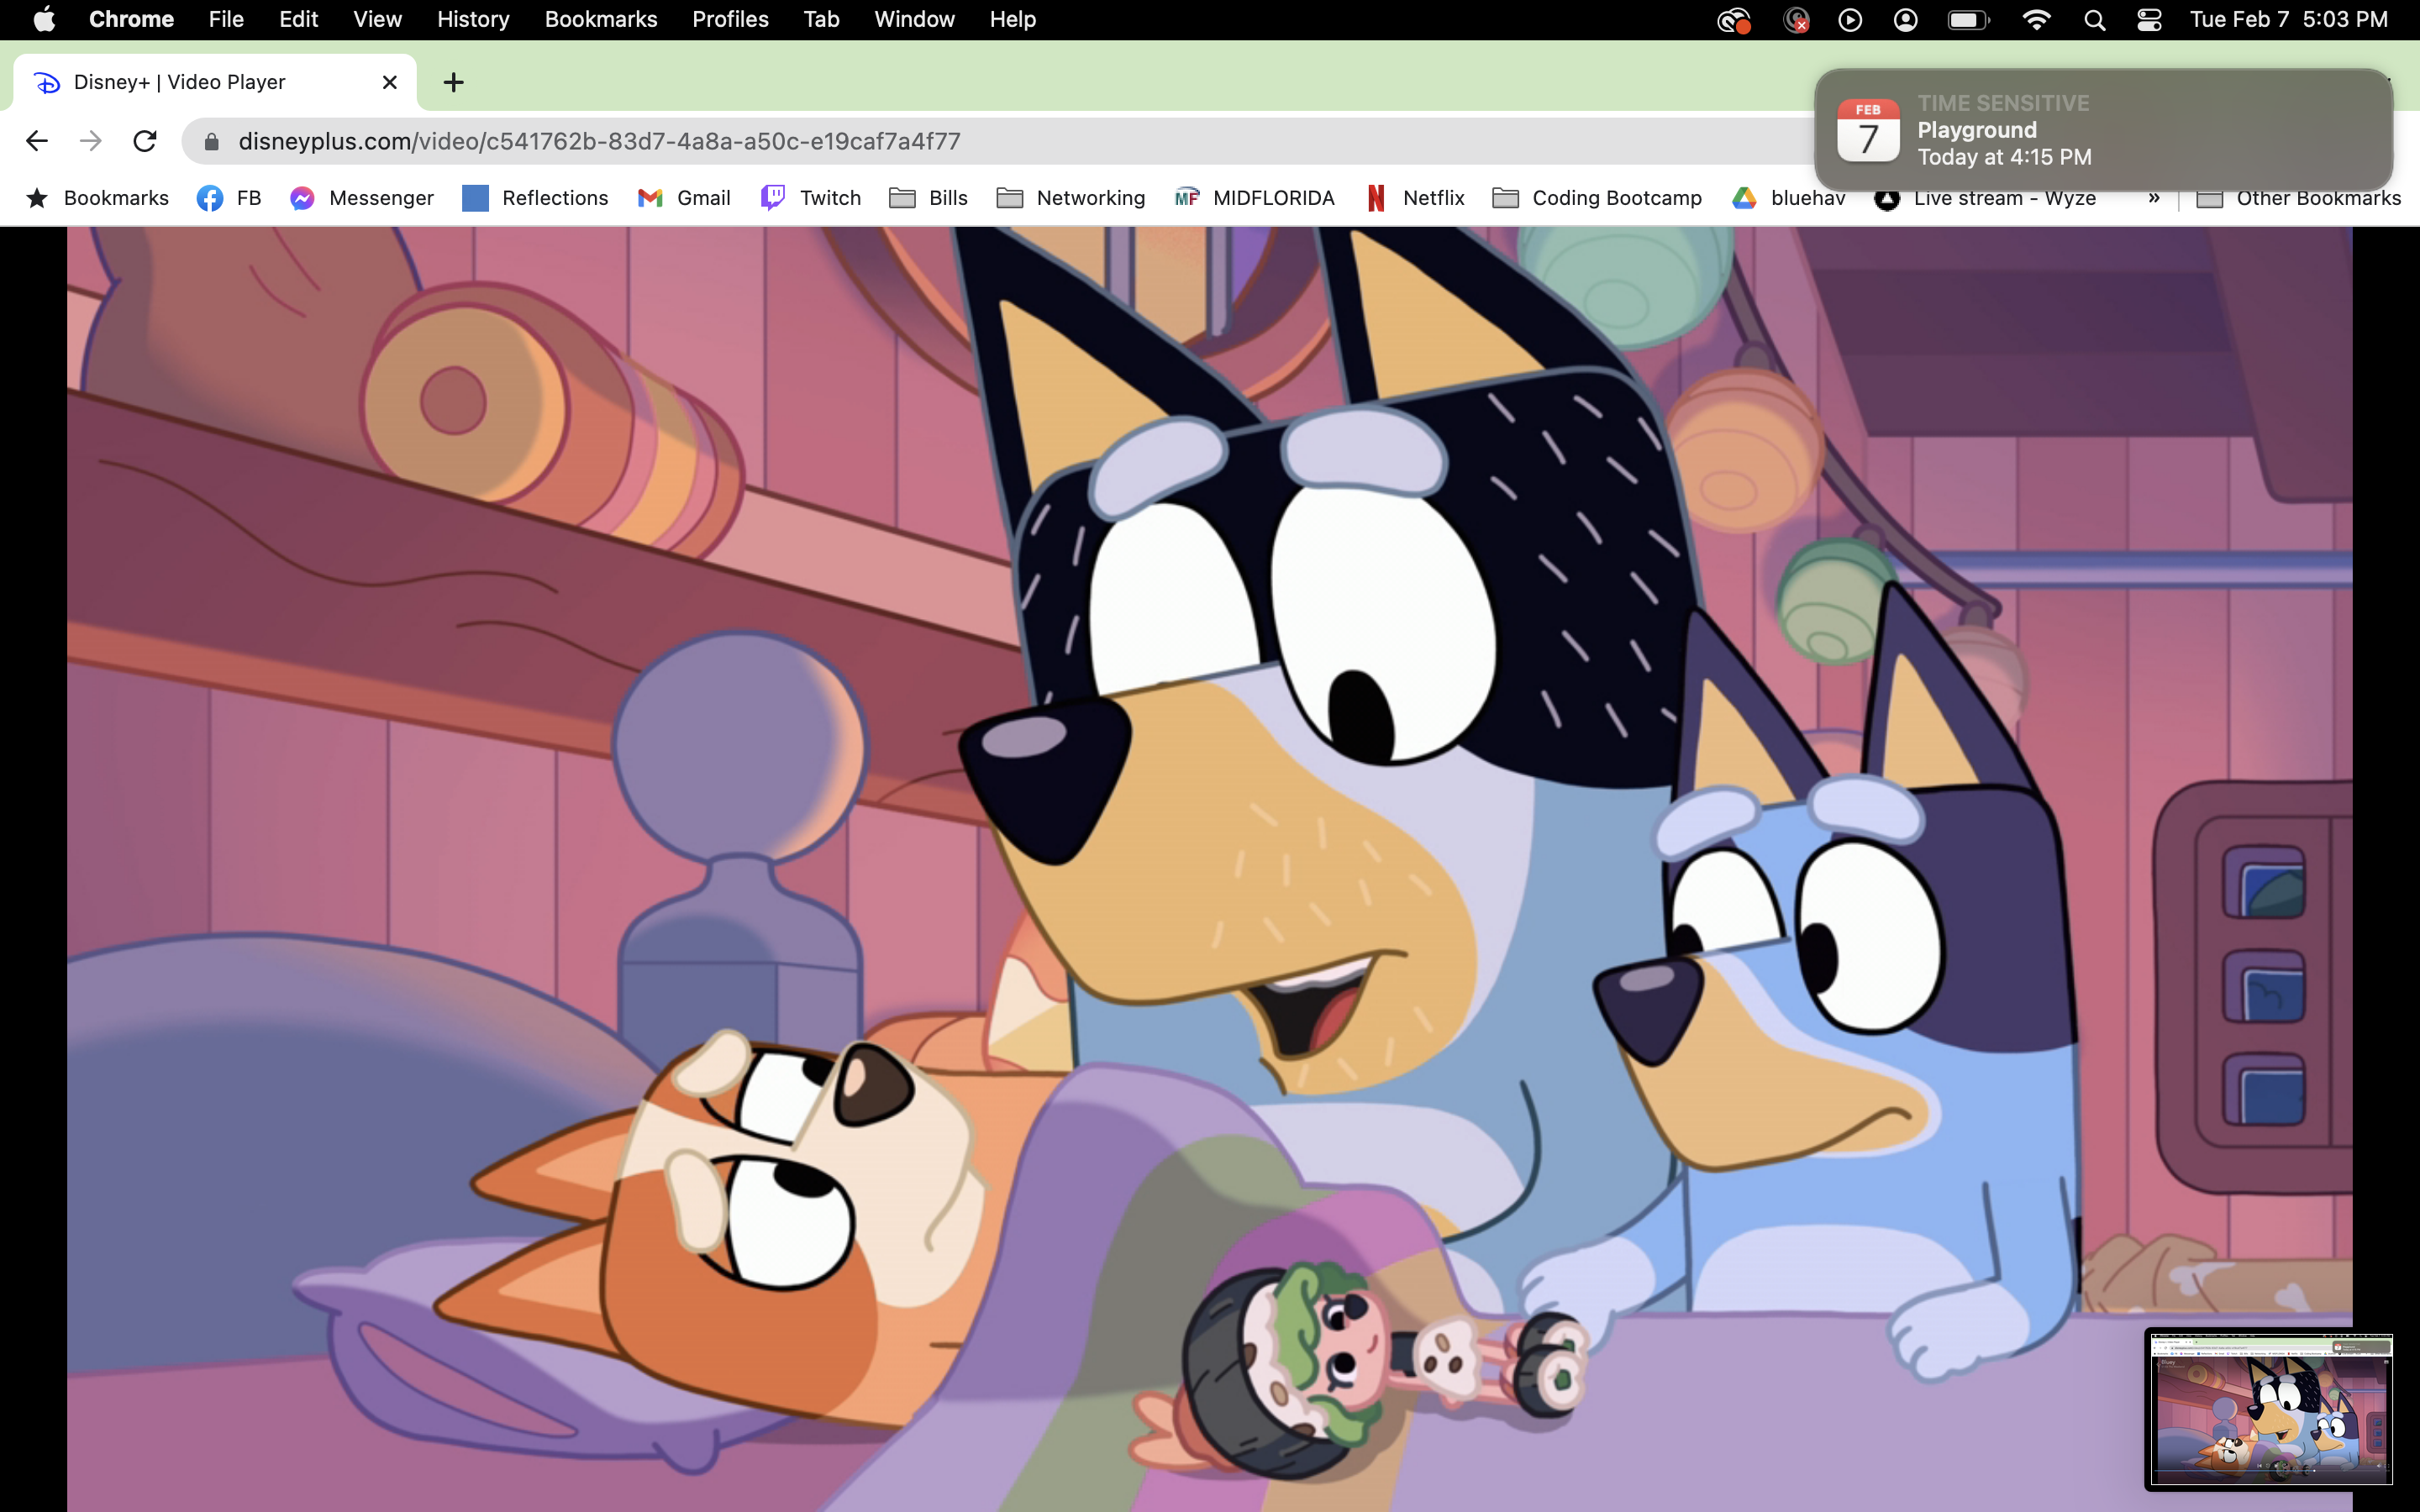 Chrome File Edit View History Bookmarks Profiles Tab Window Help Tue Feb 7 5:03 PM
Disney+ | Video Player
disneyplus.com/video/c541762b-83d7-4a8a-a50c-e19caf7a4f77
FEB
7
TIME SENSITIVE
Playground
Today at 4:15 PM
Bookmarks FB Messenger Reflections Gmail Twitch Bills Networking MF MIDFLORIDA Netflix Coding Bootcamp bluehav Live stream - Wyze » Other Bookmarks